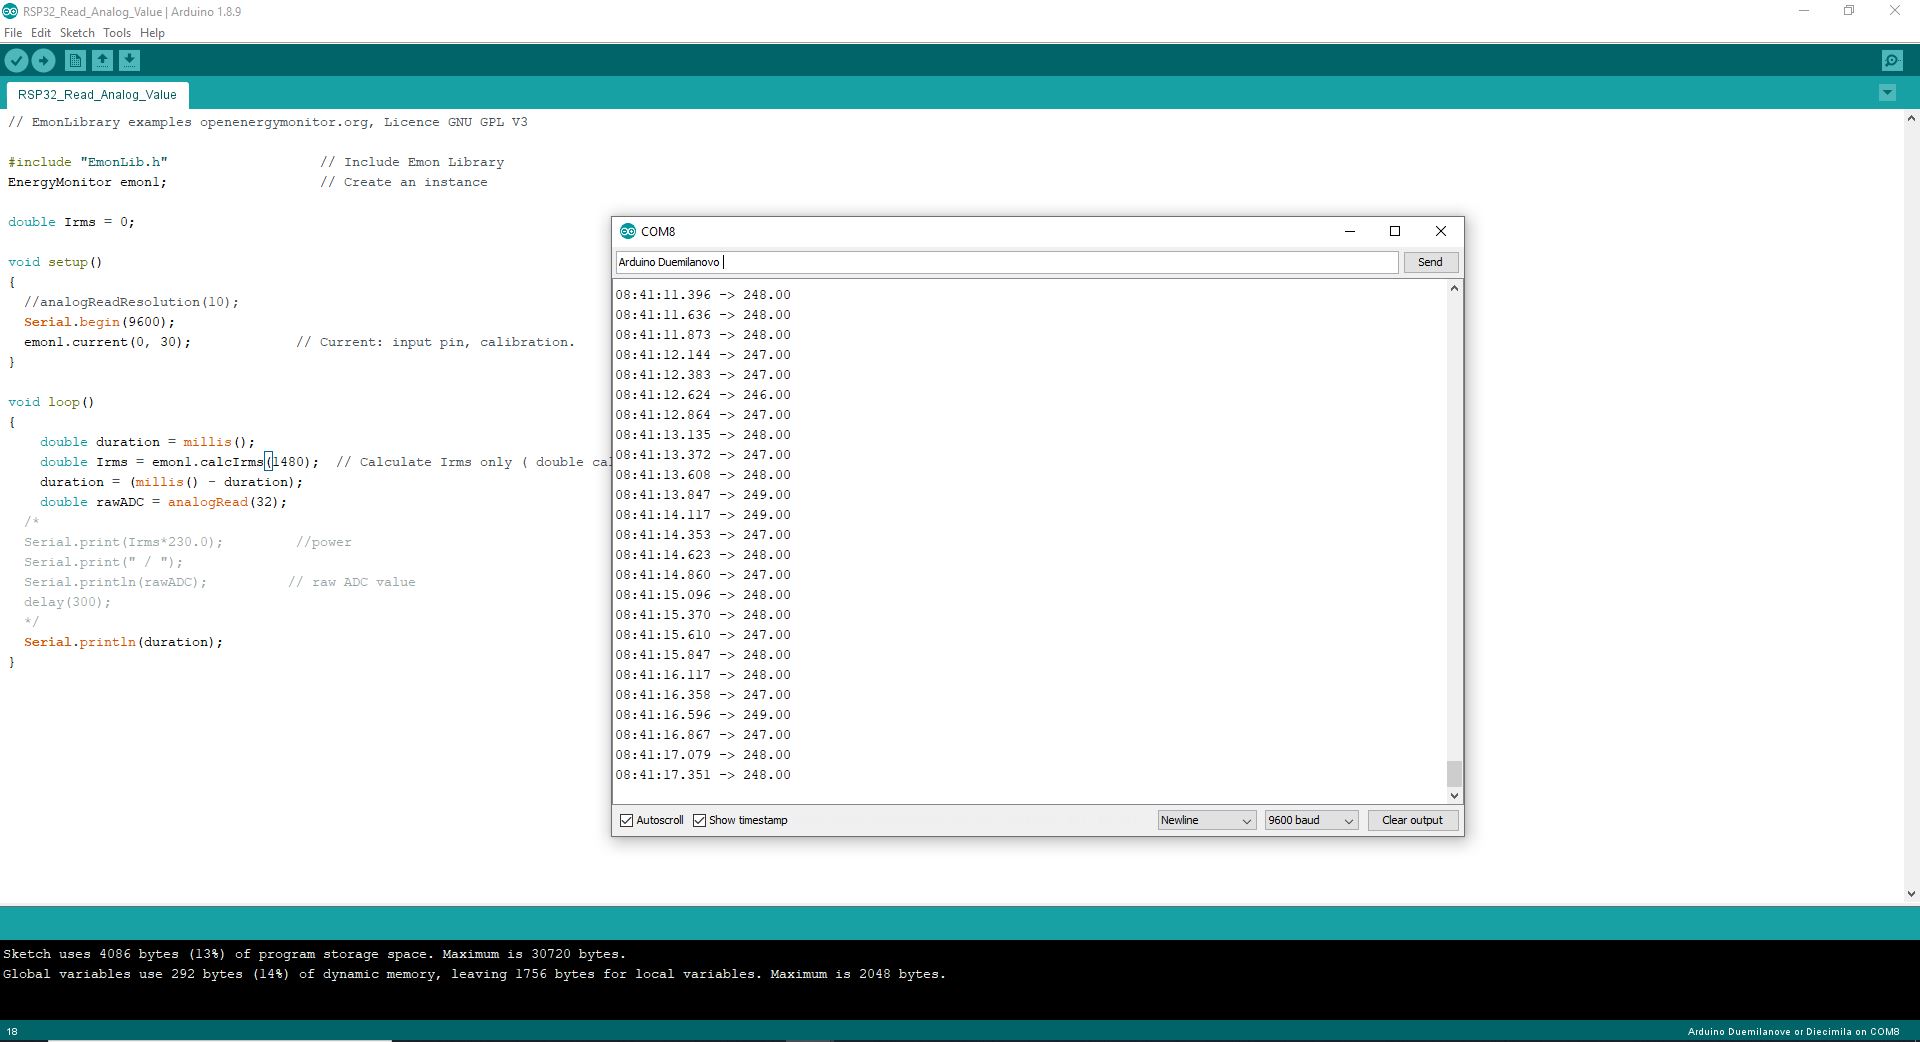 RSP32_Read_Analog_Value | Arduino 1.8.9
File Edit Sketch Tools Help
RSP32_Read_Analog_Value
// EmonLibrary examples openenergymonitor.org, Licence GNU GPL V3
#include "EmonLib.h" // Include Emon Library
EnergyMonitor emon1; // Create an instance
double Irms = 0;
void setup()
{
//analogReadResolution(10);
Serial.begin(9600);
emon1.current(0, 30); // Current: input pin, calibration.
}
void loop()
{
double duration = millis();
double Irms = emon1.calcIrms(1480); // Calculate Irms only ( double cal
duration = (millis() - duration);
double rawADC = analogRead(32);
/*
Serial.print(Irms*230.0); //power
Serial.print(" / ");
Serial.println(rawADC); // raw ADC value
delay(300);
*/
Serial.println(duration);
}
COM8
Arduino Duemilanovo
Send
08:41:11.396 -> 248.00
08:41:11.636 -> 248.00
08:41:11.873 -> 248.00
08:41:12.144 -> 247.00
08:41:12.383 -> 247.00
08:41:12.624 -> 246.00
08:41:12.864 -> 247.00
08:41:13.135 -> 248.00
08:41:13.372 -> 247.00
08:41:13.608 -> 248.00
08:41:13.847 -> 249.00
08:41:14.117 -> 249.00
08:41:14.353 -> 247.00
08:41:14.623 -> 248.00
08:41:14.860 -> 247.00
08:41:15.096 -> 248.00
08:41:15.370 -> 248.00
08:41:15.610 -> 247.00
08:41:15.847 -> 248.00
08:41:16.117 -> 248.00
08:41:16.358 -> 247.00
08:41:16.596 -> 249.00
08:41:16.867 -> 247.00
08:41:17.079 -> 248.00
08:41:17.351 -> 248.00
Autoscroll Show timestamp Newline 9600 baud Clear output
Sketch uses 4086 bytes (13%) of program storage space. Maximum is 30720 bytes.
Global variables use 292 bytes (14%) of dynamic memory, leaving 1756 bytes for local variables. Maximum is 2048 bytes.
18 Arduino Duemilanove or Diecimila on COM8